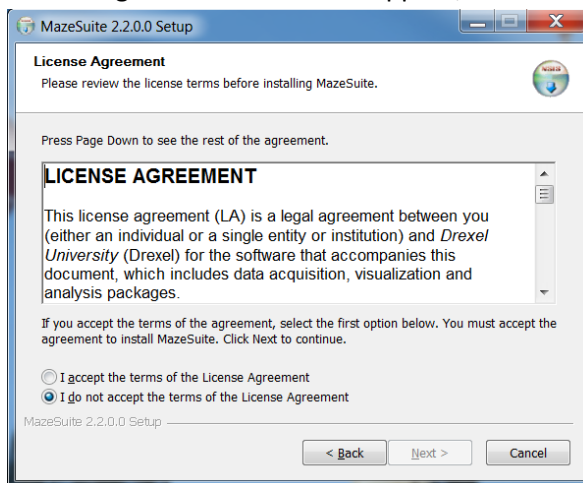 MazeSuite 2.2.0.0 Setup
License Agreement
Please review the license terms before installing MazeSuite.
Press Page Down to see the rest of the agreement.
LICENSE AGREEMENT
This license agreement (LA) is a legal agreement between you
(either an individual or a single entity or institution) and Drexel
University (Drexel) for the software that accompanies this
document, which includes data acquisition, visualization and
analysis packages.
If you accept the terms of the agreement, select the first option below. You must accept the
agreement to install MazeSuite. Click Next to continue.
I accept the terms of the License Agreement
I do not accept the terms of the License Agreement
MazeSuite 2.2.0.0 Setup
< Back Next > Cancel